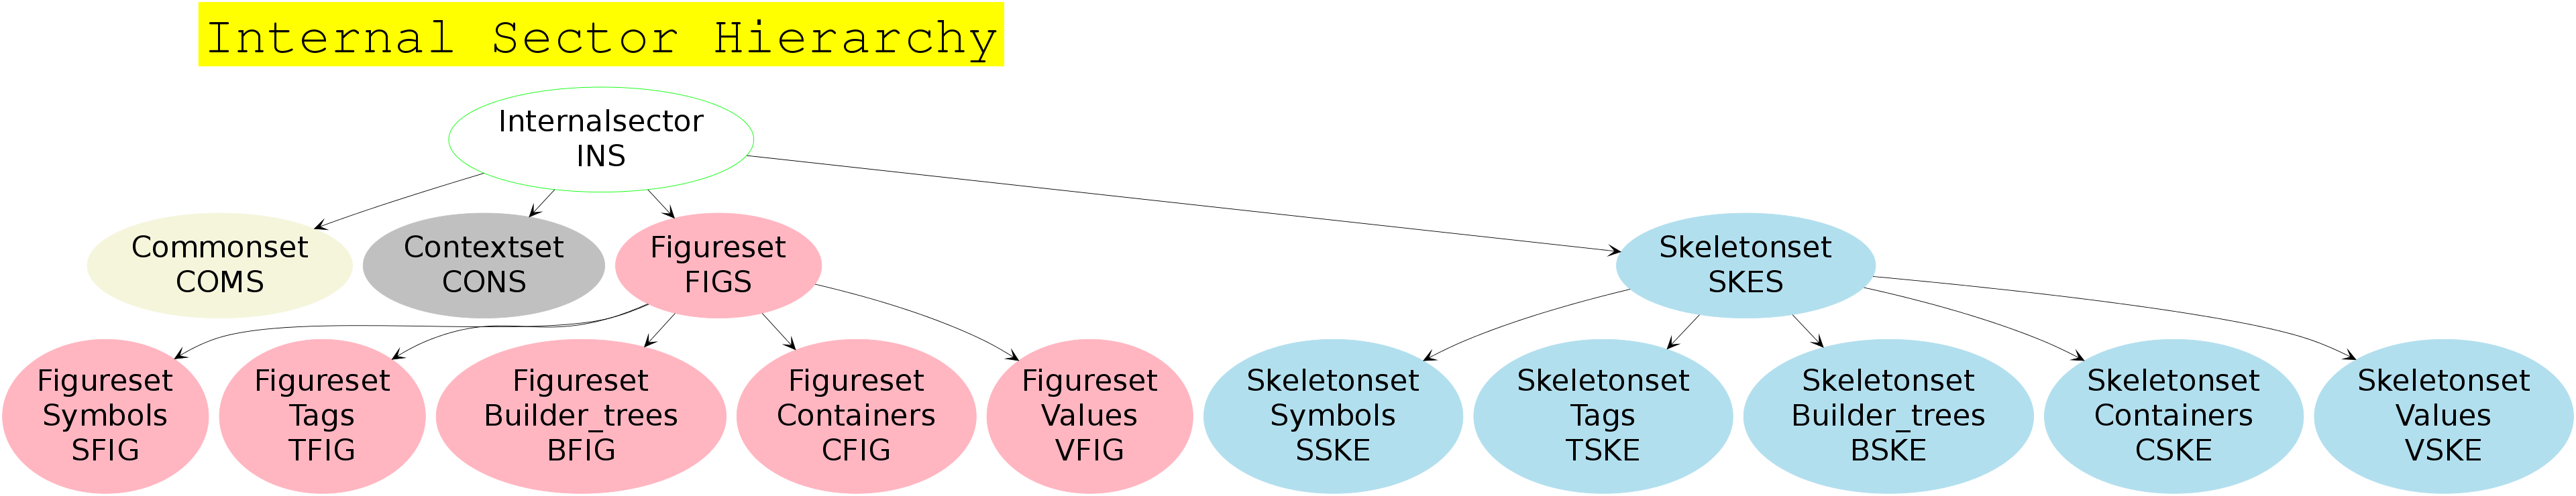 Internal Sector Hierarchy
Internalsector
INS
Commonset
COMS
Contextset
CONS
Figureset
FIGS
Skeletonset
SKES
Figureset
Symbols
SFIG
Figureset
Tags
TFIG
Figureset
Builder_trees
BFIG
Figureset
Containers
CFIG
Figureset
Values
VFIG
Skeletonset
Symbols
SSKE
Skeletonset
Tags
TSKE
Skeletonset
Builder_trees
BSKE
Skeletonset
Containers
CSKE
Skeletonset
Values
VSKE